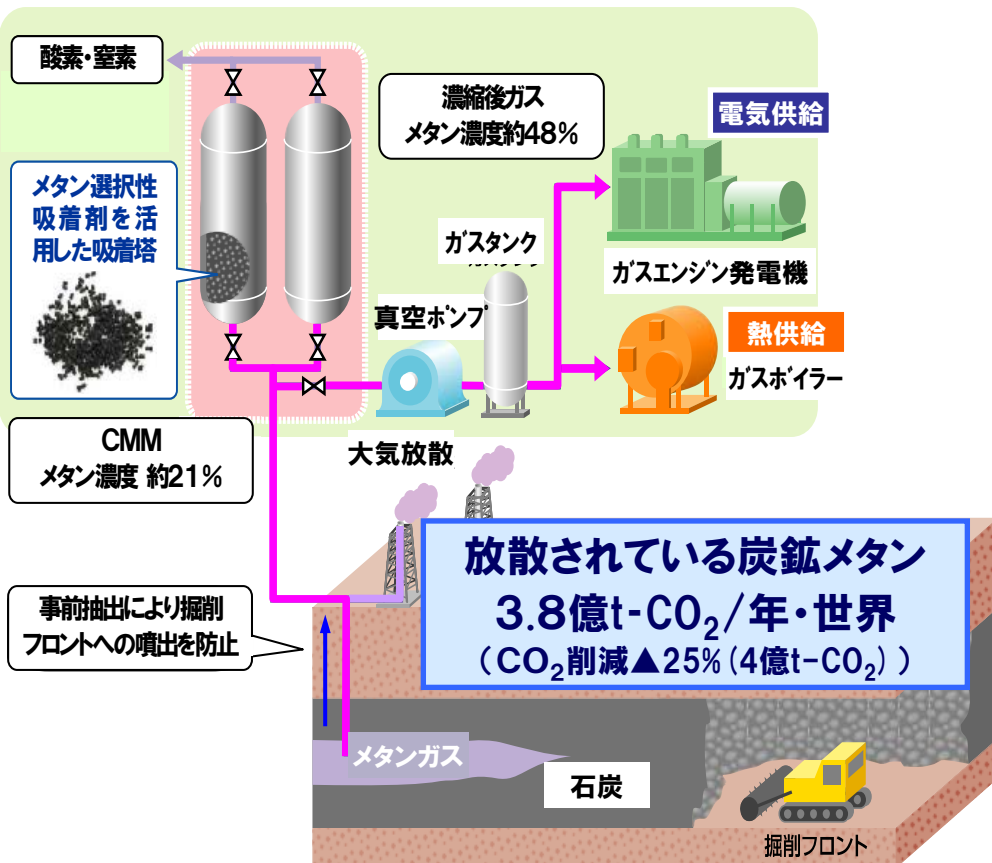 酸素・窒素
濃縮後ガス
メタン濃度約48%
電気供給
メタン選択性
吸着剤を活
用した吸着塔
ガスタンク
ガスエンジン発電機
真空ポンプ
熱供給
ガスボイラー
CMM
メタン濃度 約21%
大気放散
放散されている炭鉱メタン
3.8億t-CO₂/年・世界
(CO₂削減▲25%(4億t-CO₂))
事前抽出により掘削
フロントへの噴出を防止
メタンガス
石炭
掘削フロント